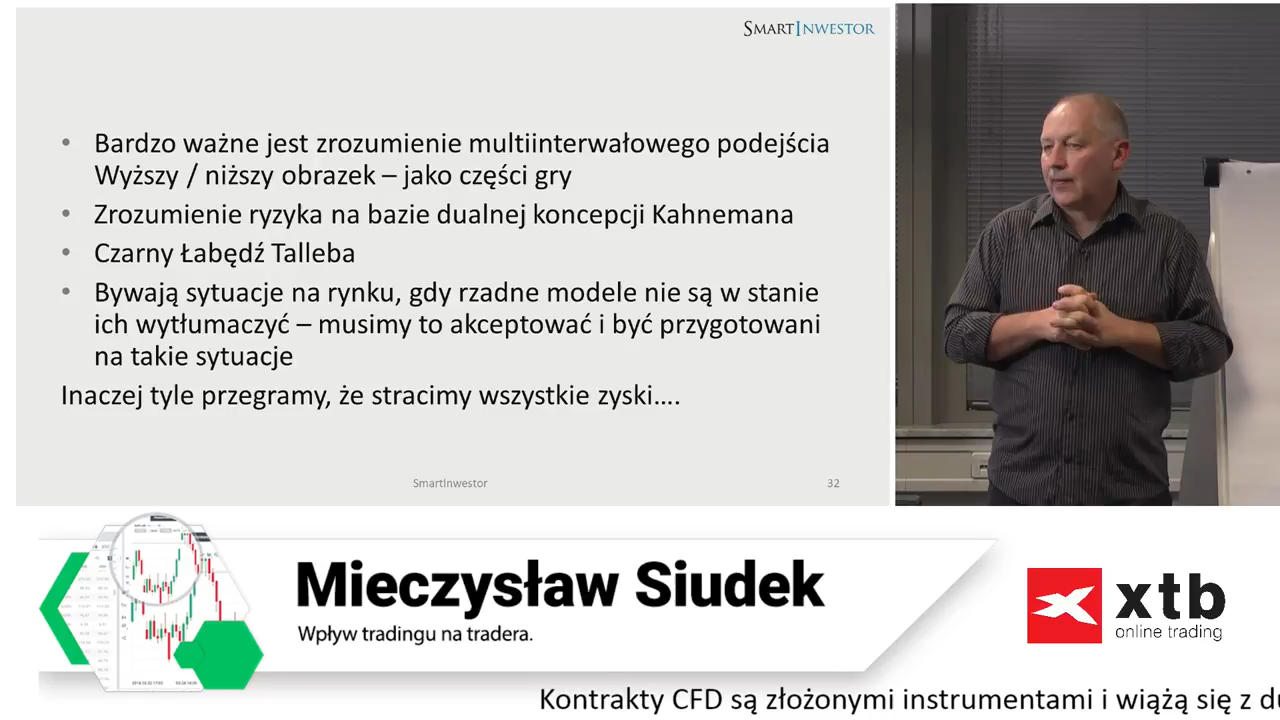 SMARTINWESTOR
• Bardzo ważne jest zrozumienie multiinterwałowego podejścia
Wyższy / niższy obrazek – jako części gry
• Zrozumienie ryzyka na bazie dualnej koncepcji Kahnemana
• Czarny Łabędź Talleba
• Bywają sytuacje na rynku, gdy rzadne modele nie są w stanie
ich wytłumaczyć – musimy to akceptować i być przygotowani
na takie sytuacje
Inaczej tyle przegramy, że stracimy wszystkie zyski....
SmartInwestor
32
Mieczysław Siudek
Wpływ tradingu na tradera.
xtb
online trading
Kontrakty CFD są złożonymi instrumentami i wiążą się z